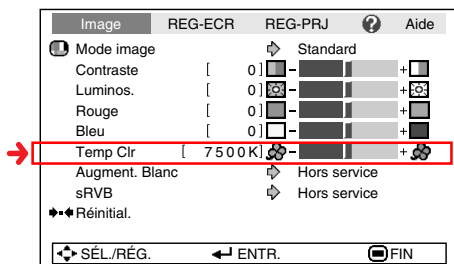 Image REG-ECR REG-PRJ ? Aide
Mode image Standard
Contraste [ 0] - +
Luminos. [ 0] - +
Rouge [ 0] - +
Bleu [ 0] - +
Temp Clr [ 7500K] - +
Augment. Blanc Hors service
sRVB Hors service
Réinitial.
SÉL./RÉG. ENTR. FIN